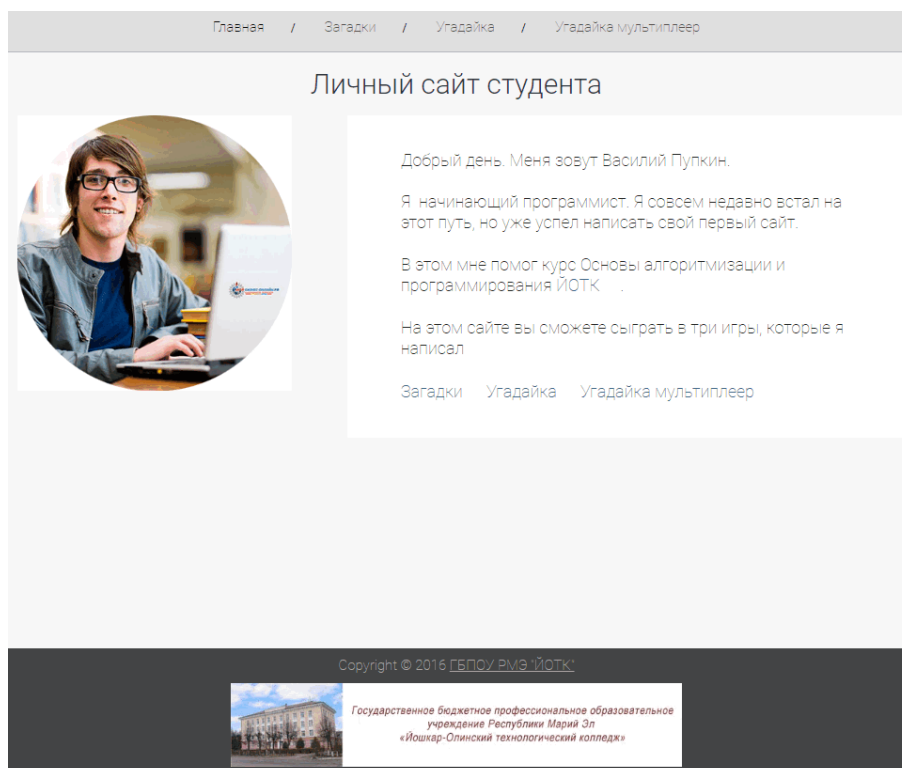 Главная / Загадки / Угадайка / Угадайка мультиплеер
Личный сайт студента
Добрый день. Меня зовут Василий Пупкин.
Я начинающий программист. Я совсем недавно встал на
этот путь, но уже успел написать свой первый сайт.
В этом мне помог курс Основы алгоритмизации и
программирования ЙОТК .
На этом сайте вы сможете сыграть в три игры, которые я
написал
Загадки Угадайка Угадайка мультиплеер
Copyright © 2016 ГБПОУ РМЭ "ЙОТК"
Государственное бюджетное профессиональное образовательное
учреждение Республики Марий Эл
«Йошкар-Олинский технологический колледж»